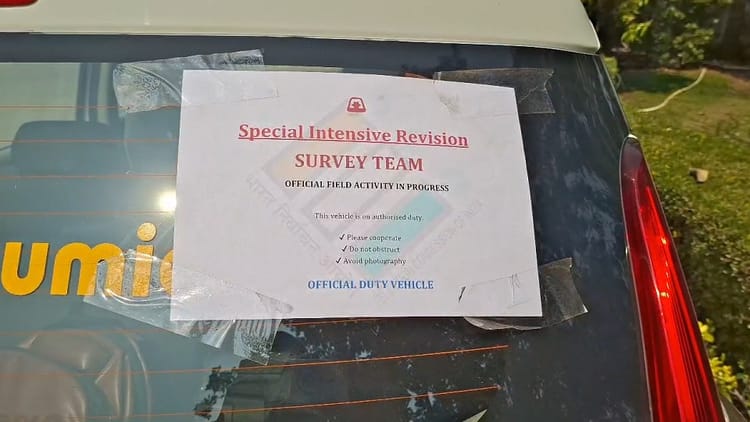 Special Intensive Revision
SURVEY TEAM
OFFICIAL FIELD ACTIVITY IN PROGRESS
This vehicle is on authorised duty.
✓ Please cooperate
✓ Do not obstruct
✓ Avoid photography
OFFICIAL DUTY VEHICLE
umi